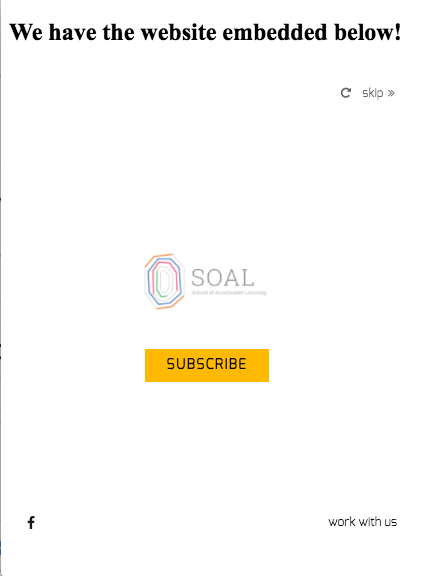 We have the website embedded below!
skip »
SOAL
School of Accelerated Learning
SUBSCRIBE
work with us